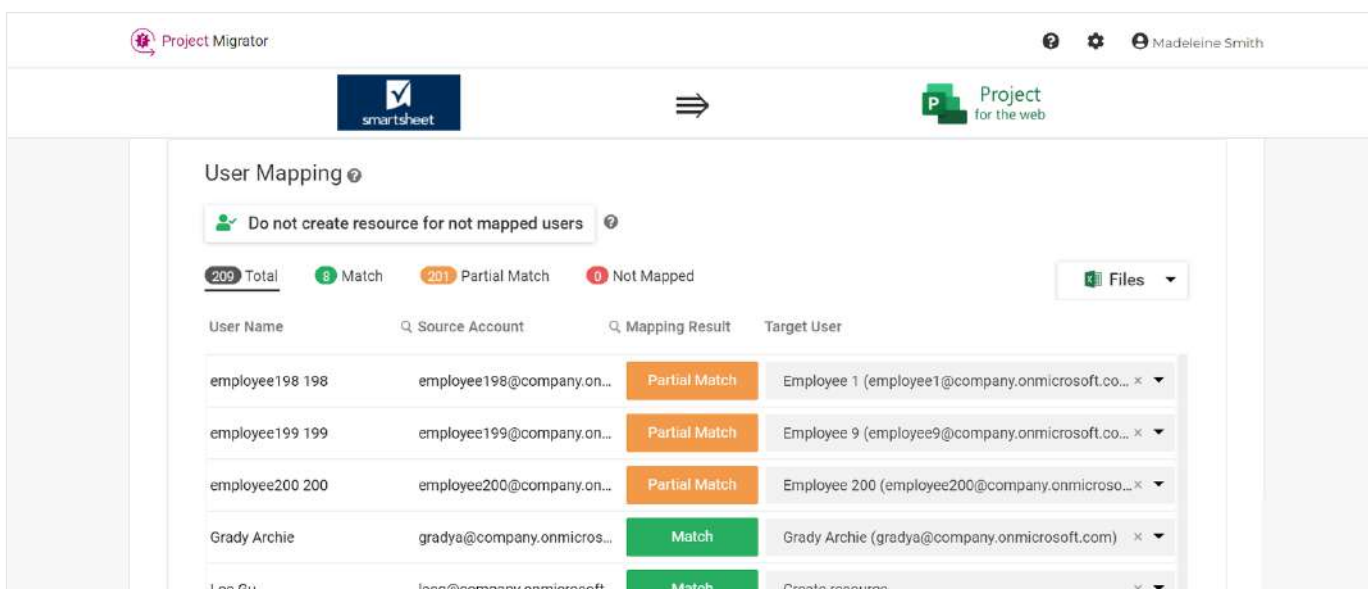 Project Migrator
Madeleine Smith
smartsheet
Project
for the web
User Mapping
Do not create resource for not mapped users
209 Total 8 Match 201 Partial Match 0 Not Mapped
Files
User Name Source Account Mapping Result Target User
employee198 198 employee198@company.on... Partial Match Employee 1 (employee1@company.onmicrosoft.co...
employee199 199 employee199@company.on... Partial Match Employee 9 (employee9@company.onmicrosoft.co...
employee200 200 employee200@company.on... Partial Match Employee 200 (employee200@company.onmicroso...
Grady Archie gradya@company.onmicros... Match Grady Archie (gradya@company.onmicrosoft.com)
Match Create resource